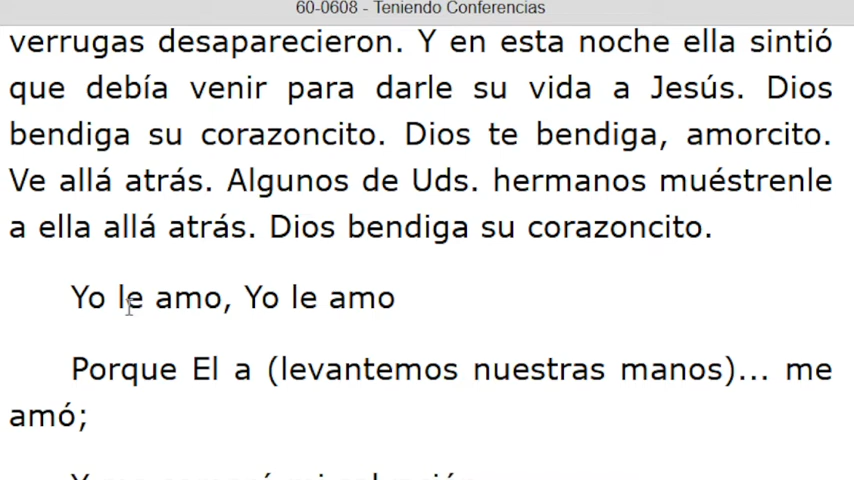 60-0608 - Teniendo Conferencias
verrugas desaparecieron. Y en esta noche ella sintió
que debía venir para darle su vida a Jesús. Dios
bendiga su corazoncito. Dios te bendiga, amorcito.
Ve allá atrás. Algunos de Uds. hermanos muéstrenle
a ella allá atrás. Dios bendiga su corazoncito.
Yo le amo, Yo le amo
Porque El a (levantemos nuestras manos)... me
amó;